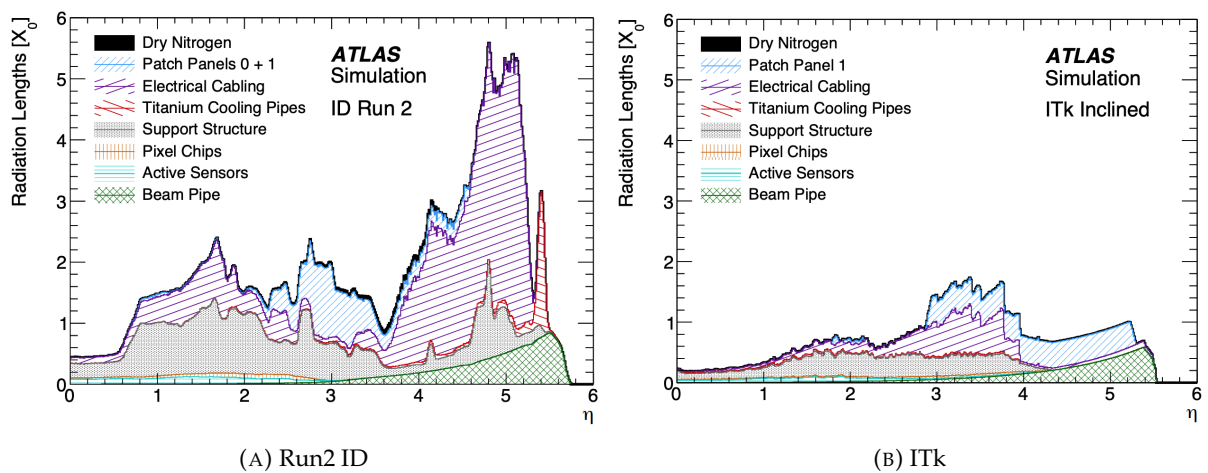 Radiation Lengths [X0]
6
5
4
3
2
1
0
Dry Nitrogen
Patch Panels 0 + 1
Electrical Cabling
Titanium Cooling Pipes
Support Structure
Pixel Chips
Active Sensors
Beam Pipe
ATLAS
Simulation
ID Run 2
0 1 2 3 4 5 6
η
(A) Run2 ID
Radiation Lengths [X0]
6
5
4
3
2
1
0
Dry Nitrogen
Patch Panel 1
Electrical Cabling
Titanium Cooling Pipes
Support Structure
Pixel Chips
Active Sensors
Beam Pipe
ATLAS
Simulation
ITk Inclined
0 1 2 3 4 5 6
η
(B) ITk